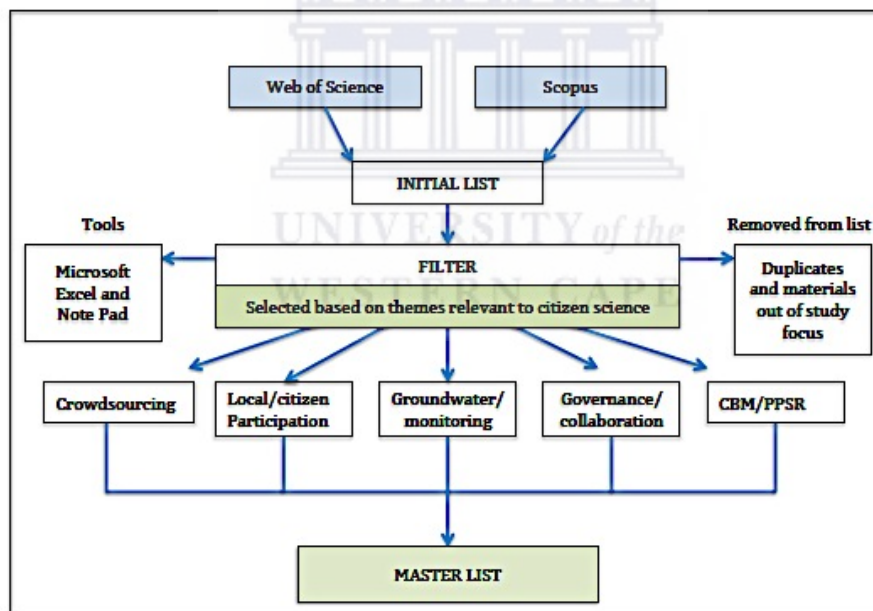 Web of Science
Scopus
INITIAL LIST
UNIVERSITY of the
Tools
Removed from list
Microsoft
Excel and
Note Pad
FILTER
Duplicates
and materials
out of study
focus
WESTERN CAPE
Selected based on themes relevant to citizen science
Crowdsourcing
Local/citizen
Participation
Groundwater/
monitoring
Governance/
collaboration
CBM/PPSR
MASTER LIST